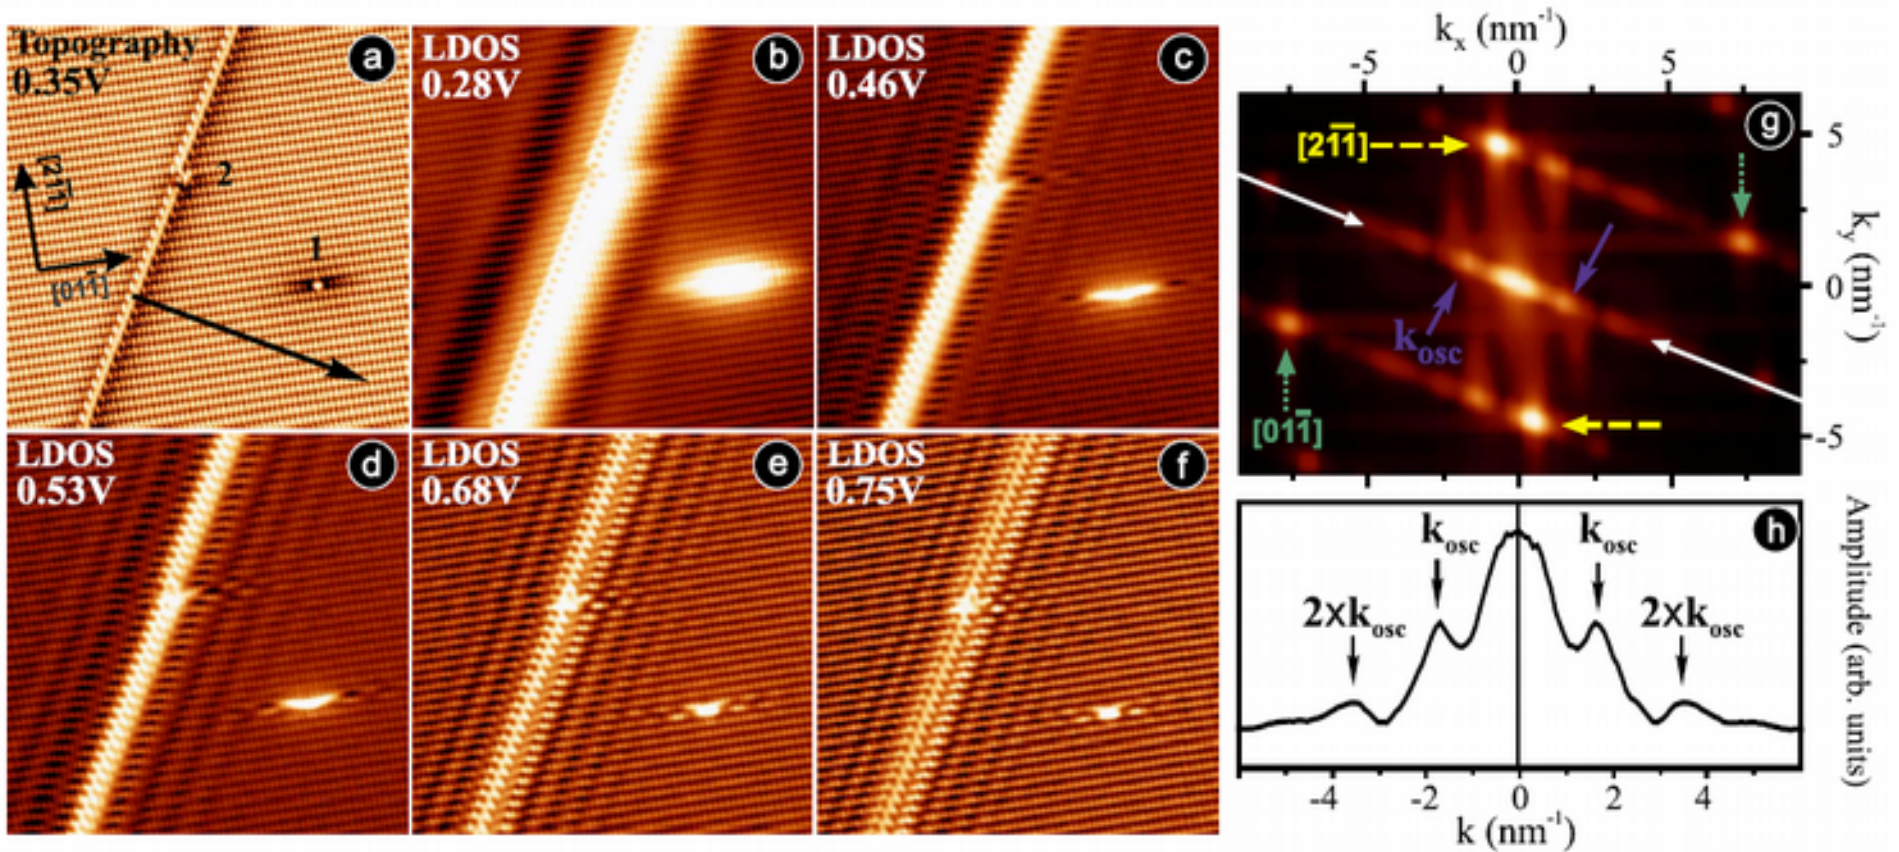 Topography
0.35V
a
2
1
[21̅1̅]
[011̅]
LDOS
0.28V
b
LDOS
0.46V
c
LDOS
0.53V
d
LDOS
0.68V
e
LDOS
0.75V
f
kx (nm-1)
-5 0 5
g
[21̅1̅]
kosc
[011̅]
5
0
-5
ky (nm-1)
h
kosc kosc
2×kosc 2×kosc
Amplitude (arb. units)
-4 -2 0 2 4
k (nm-1)